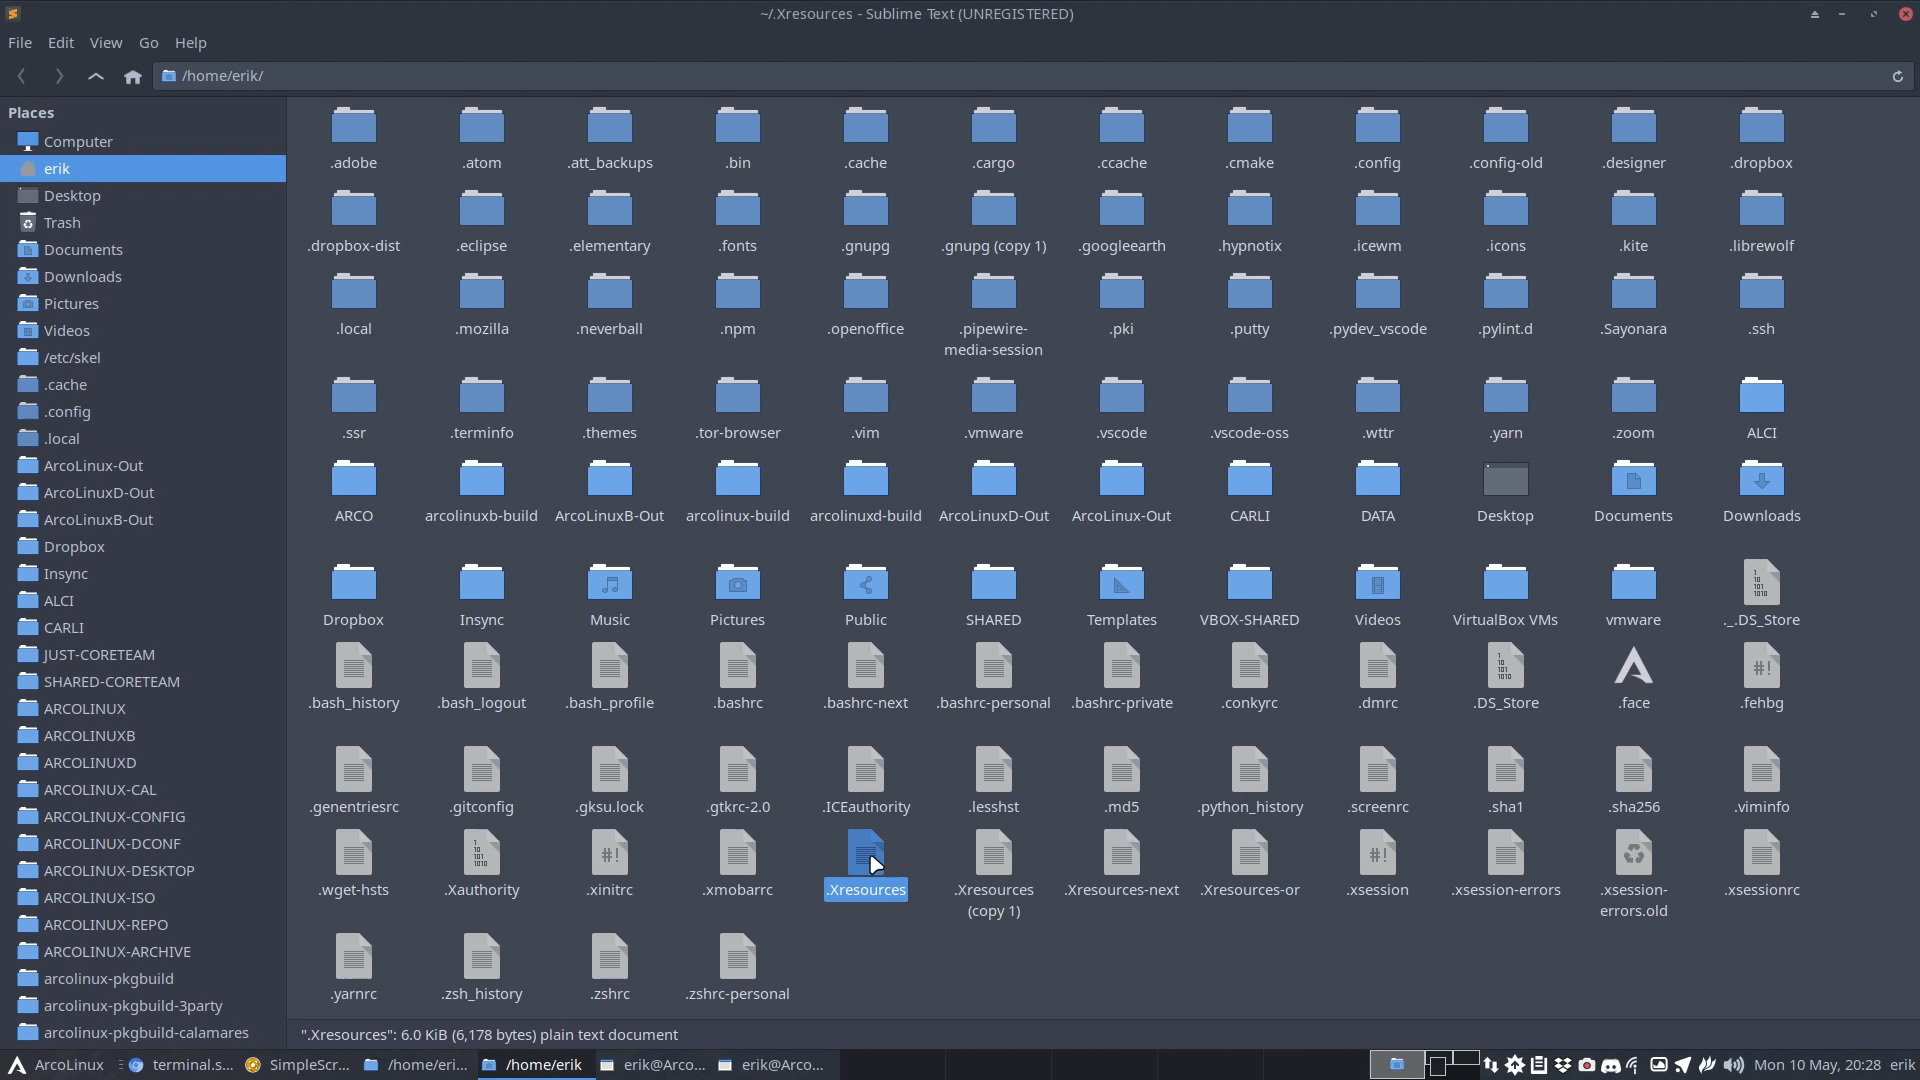 ~/.Xresources - Sublime Text (UNREGISTERED)
File Edit View Go Help
/home/erik/
Places
Computer
erik
Desktop
Trash
Documents
Downloads
Pictures
Videos
/etc/skel
.cache
.config
.local
ArcoLinux-Out
ArcoLinuxD-Out
ArcoLinuxB-Out
Dropbox
Insync
ALCI
CARLI
JUST-CORETEAM
SHARED-CORETEAM
ARCOLINUX
ARCOLINUXB
ARCOLINUXD
ARCOLINUX-CAL
ARCOLINUX-CONFIG
ARCOLINUX-DCONF
ARCOLINUX-DESKTOP
ARCOLINUX-ISO
ARCOLINUX-REPO
ARCOLINUX-ARCHIVE
arcolinux-pkgbuild
arcolinux-pkgbuild-3party
arcolinux-pkgbuild-calamares
.adobe .atom .att_backups .bin .cache .cargo .ccache .cmake .config .config-old .designer .dropbox
.dropbox-dist .eclipse .elementary .fonts .gnupg .gnupg (copy 1) .googleearth .hypnotix .icewm .icons .kite .librewolf
.local .mozilla .neverball .npm .openoffice .pipewire- .pki .putty .pydev_vscode .pylint.d .Sayonara .ssh
media-session
.ssr .terminfo .themes .tor-browser .vim .vmware .vscode .vscode-oss .wttr .yarn .zoom ALCI
ARCO arcolinuxb-build ArcoLinuxB-Out arcolinux-build arcolinuxd-build ArcoLinuxD-Out ArcoLinux-Out CARLI DATA Desktop Documents Downloads
Dropbox Insync Music Pictures Public SHARED Templates VBOX-SHARED Videos VirtualBox VMs vmware ._.DS_Store
.bash_history .bash_logout .bash_profile .bashrc .bashrc-next .bashrc-personal .bashrc-private .conkyrc .dmrc .DS_Store .face .fehbg
.genentriesrc .gitconfig .gksu.lock .gtkrc-2.0 .ICEauthority .lesshst .md5 .python_history .screenrc .sha1 .sha256 .viminfo
.wget-hsts .Xauthority .xinitrc .xmobarrc .Xresources .Xresources .Xresources-next .Xresources-or .xsession .xsession-errors .xsession- .xsessionrc
(copy 1) errors.old
.yarnrc .zsh_history .zshrc .zshrc-personal
".Xresources": 6.0 KiB (6,178 bytes) plain text document
ArcoLinux terminal.s... SimpleScr... /home/eri... /home/erik erik@Arco... erik@Arco... Mon 10 May, 20:28 erik